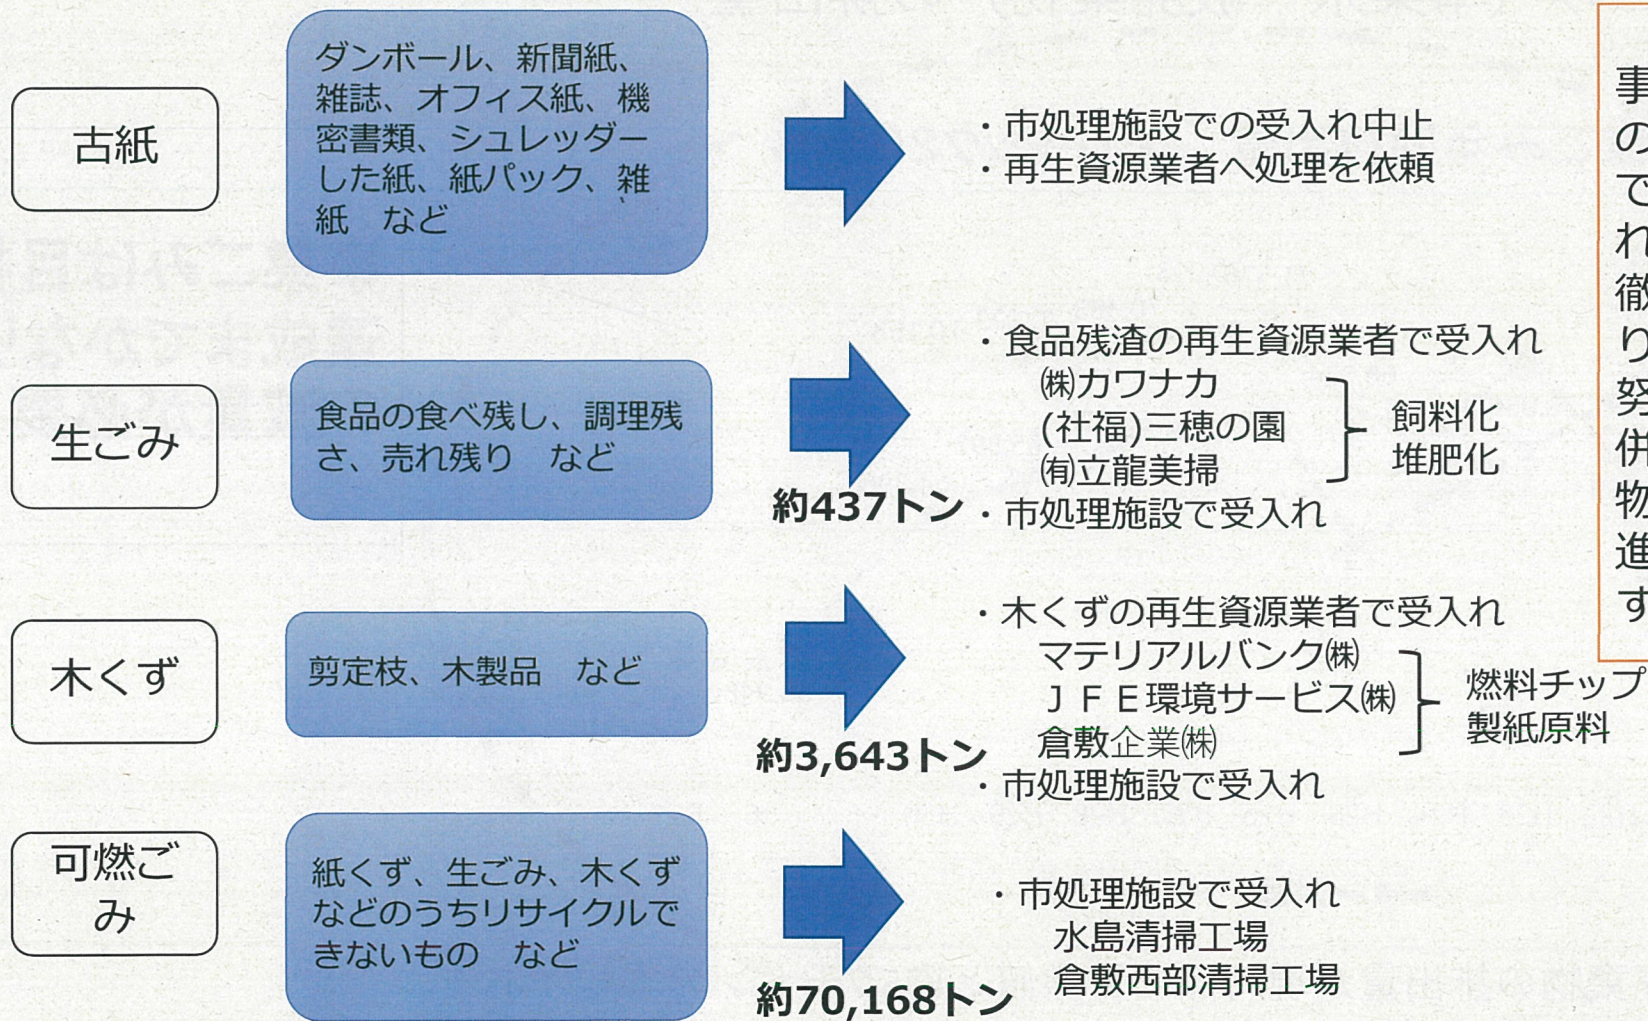 古紙
ダンボール、新聞紙、
雑誌、オフィス紙、機
密書類、シュレッダー
した紙、紙パック、雑
紙　など
・市処理施設での受入れ中止
・再生資源業者へ処理を依頼
生ごみ
食品の食べ残し、調理残
さ、売れ残り　など
約437トン
・食品残渣の再生資源業者で受入れ
㈱カワナカ
(社福)三穂の園
㈲立龍美掃
飼料化
堆肥化
・市処理施設で受入れ
木くず
剪定枝、木製品　など
約3,643トン
・木くずの再生資源業者で受入れ
マテリアルバンク㈱
ＪＦＥ環境サービス㈱
倉敷企業㈱
燃料チップ
製紙原料
・市処理施設で受入れ
可燃ご
み
紙くず、生ごみ、木くず
などのうちリサイクルで
きないもの　など
約70,168トン
・市処理施設で受入れ
水島清掃工場
倉敷西部清掃工場
事
の
で
れ
徹
り
努
併
物
進
す